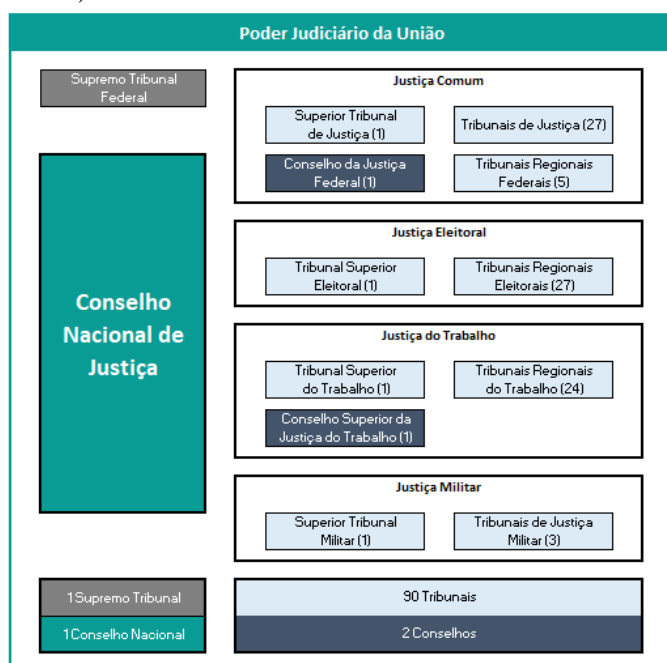 Poder Judiciário da União
Supremo Tribunal
Federal
Conselho
Nacional de
Justiça
Justiça Comum
Superior Tribunal
de Justiça (1)
Tribunais de Justiça (27)
Conselho da Justiça
Federal (1)
Tribunais Regionais
Federais (5)
Justiça Eleitoral
Tribunal Superior
Eleitoral (1)
Tribunais Regionais
Eleitorais (27)
Justiça do Trabalho
Tribunal Superior
do Trabalho (1)
Tribunais Regionais
do Trabalho (24)
Conselho Superior da
Justiça do Trabalho (1)
Justiça Militar
Superior Tribunal
Militar (1)
Tribunais de Justiça
Militar (3)
1 Supremo Tribunal
90 Tribunais
1 Conselho Nacional
2 Conselhos